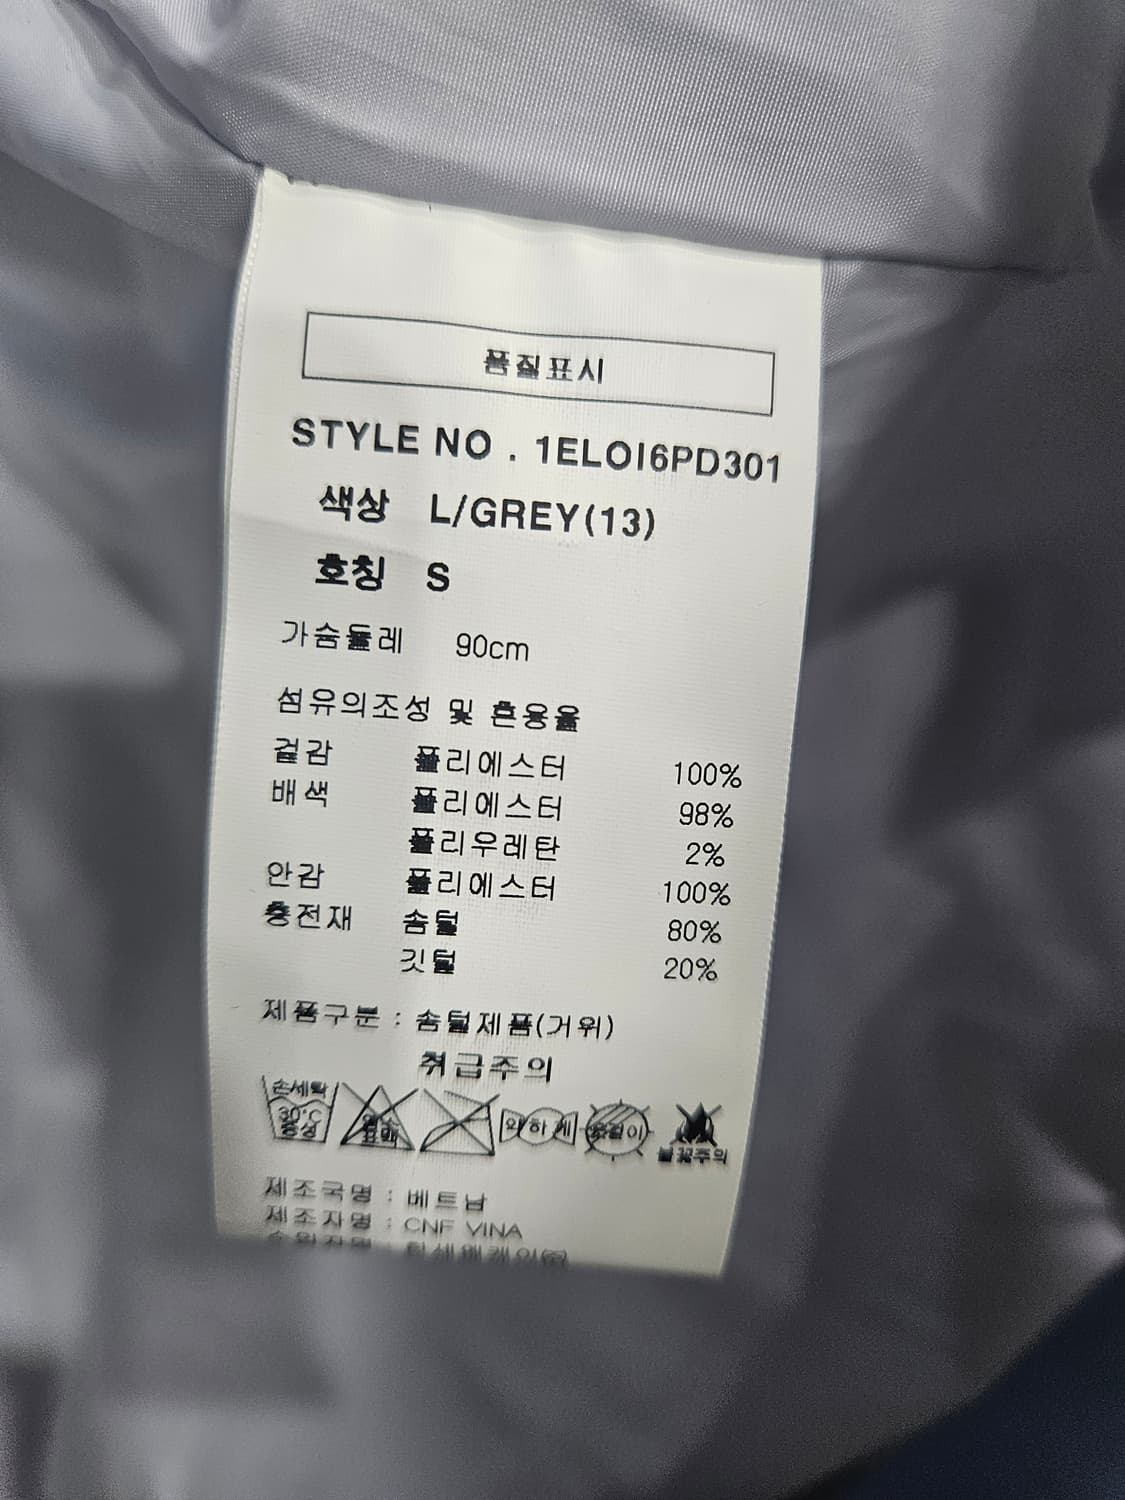 품질표시
STYLE NO . 1ELOI6PD301
색상 L/GREY(13)
호칭 S
가슴둘레 90cm
섬유의조성 및 혼용율
겉감 폴리에스터 100%
배색 폴리에스터 98%
폴리우레탄 2%
안감 폴리에스터 100%
충전재 솜털 80%
깃털 20%
제품구분 : 솜털제품(거위)
취급주의
손세탁
30°C
중성
염소
표백
약하게
옷걸이
불꽃주의
제조국명 : 베트남
제조자명 : CNF VINA